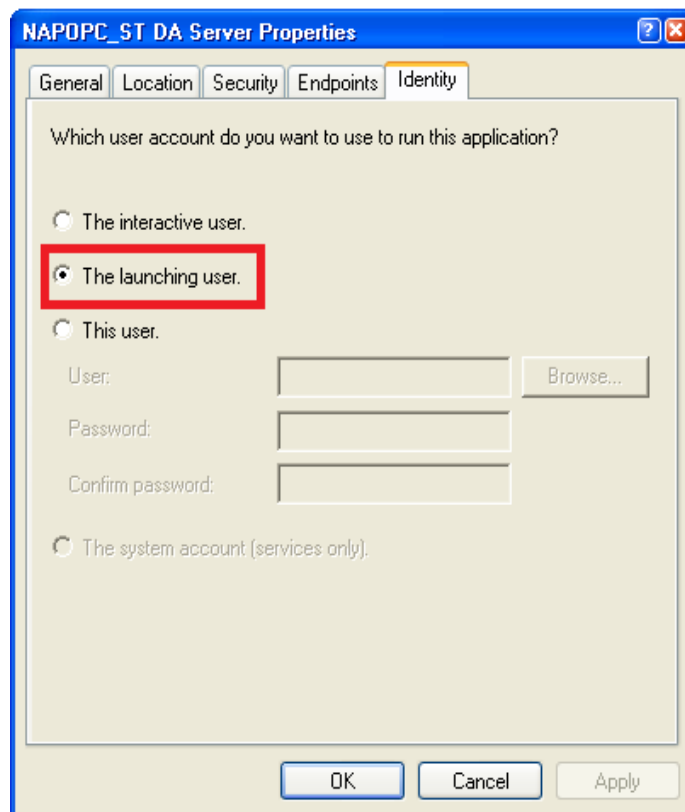 NAPOPC_ST DA Server Properties
General Location Security Endpoints Identity
Which user account do you want to use to run this application?
The interactive user.
The launching user.
This user.
User: Browse...
Password:
Confirm password:
The system account (services only).
OK Cancel Apply